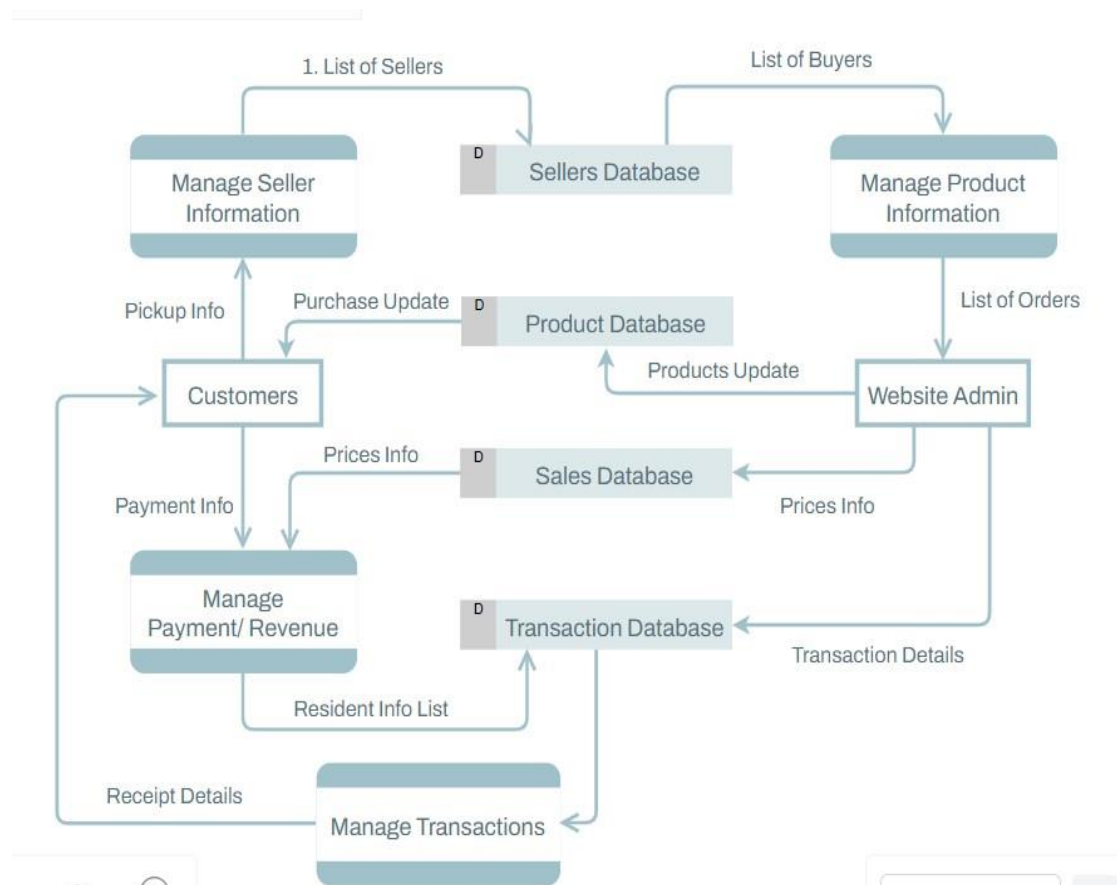 1. List of Sellers
List of Buyers
D
Sellers Database
Manage Seller
Information
Manage Product
Information
Pickup Info
Purchase Update
D
Product Database
List of Orders
Products Update
Customers
Website Admin
Prices Info
D
Sales Database
Payment Info
Prices Info
Manage
Payment/ Revenue
D
Transaction Database
Transaction Details
Resident Info List
Receipt Details
Manage Transactions